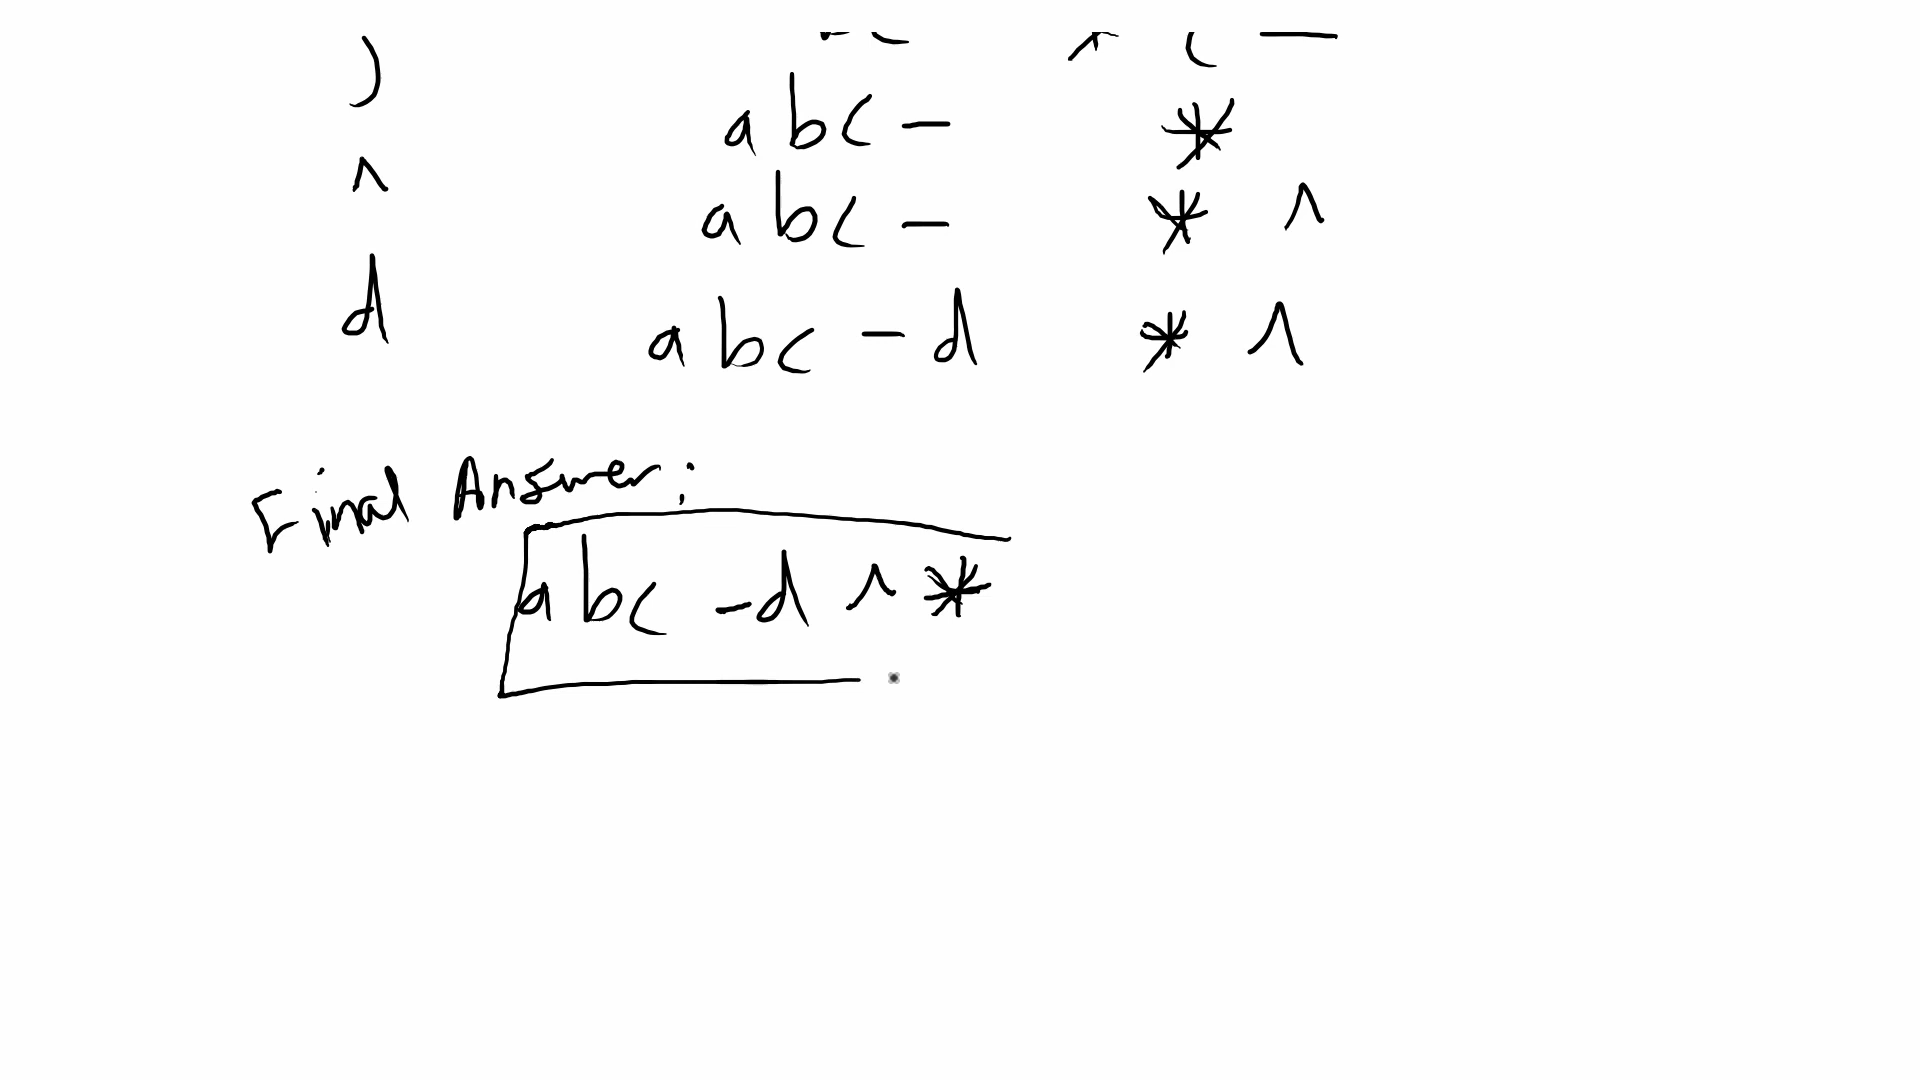 )   abc-   *
^   abc-   * ^
d   abc-d   * ^
Final Answer:
abc-d^*